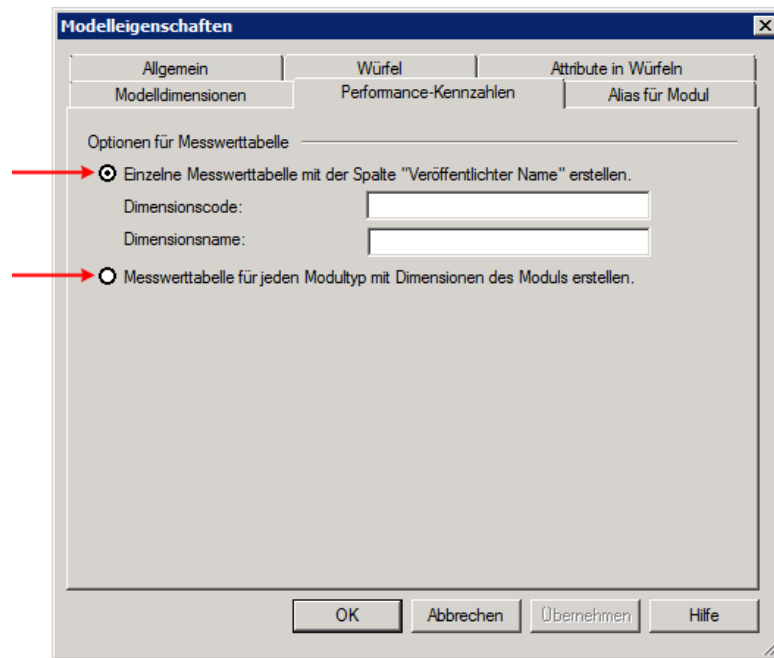 Modelleigenschaften
Allgemein
Würfel
Attribute in Würfeln
Modelldimensionen
Performance-Kennzahlen
Alias für Modul
Optionen für Messwerttabelle
Einzelne Messwerttabelle mit der Spalte "Veröffentlichter Name" erstellen.
Dimensionscode:
Dimensionsname:
Messwerttabelle für jeden Modultyp mit Dimensionen des Moduls erstellen.
OK
Abbrechen
Übernehmen
Hilfe